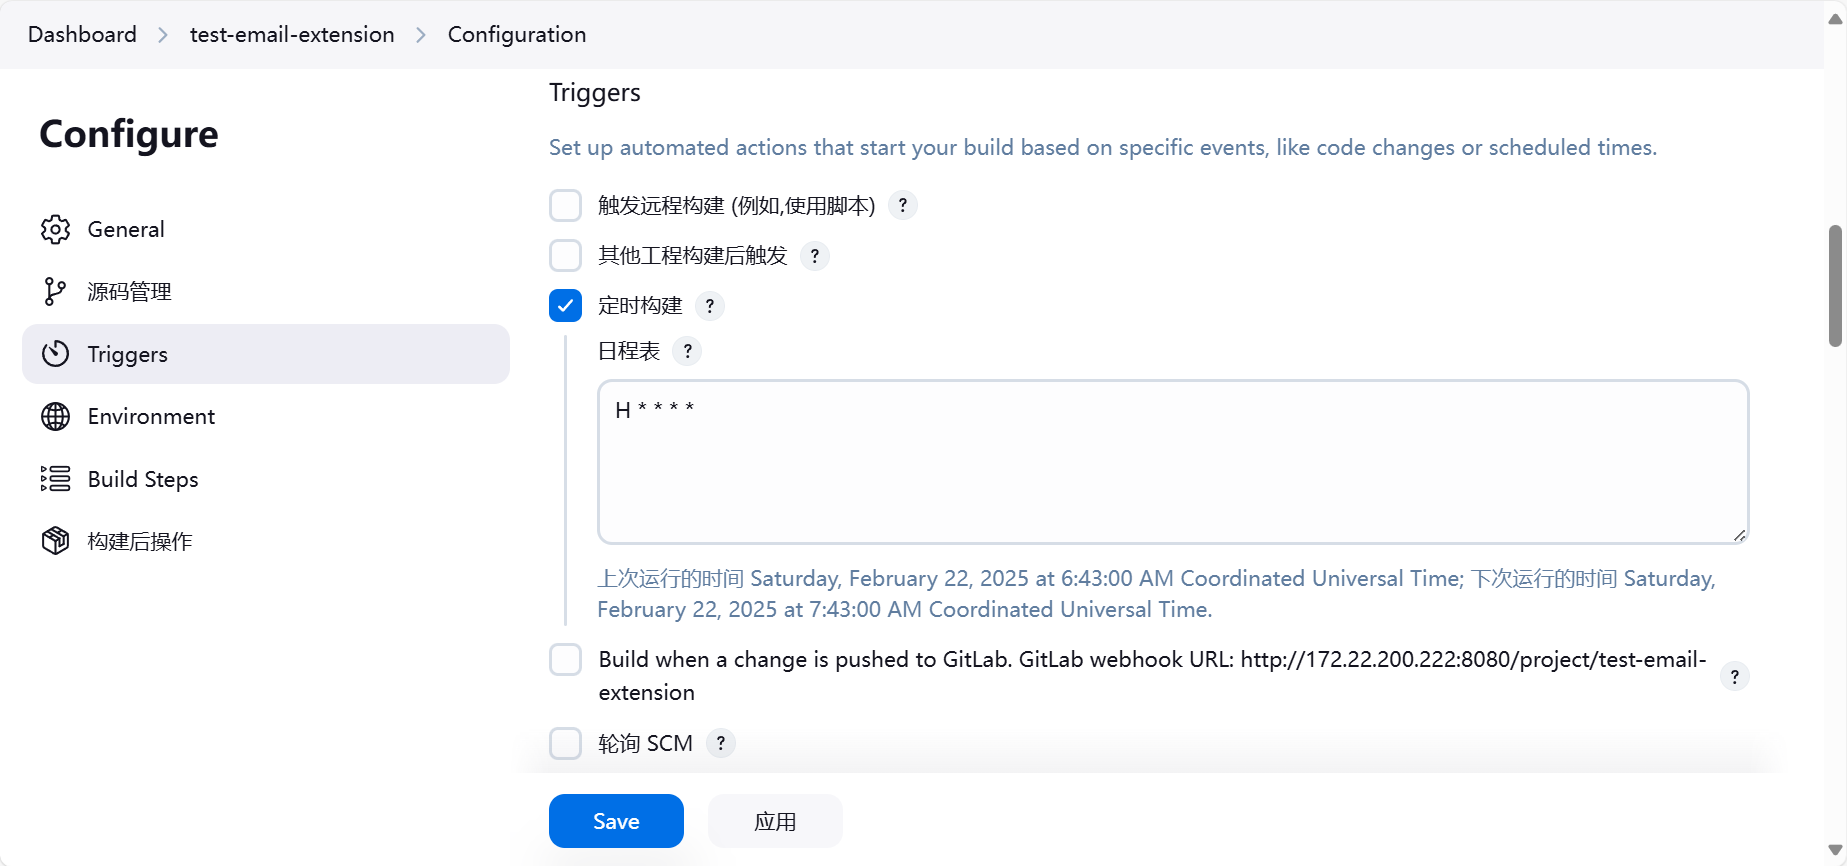 Dashboard > test-email-extension > Configuration
Configure
General
源码管理
Triggers
Environment
Build Steps
构建后操作
Triggers
Set up automated actions that start your build based on specific events, like code changes or scheduled times.
触发远程构建 (例如,使用脚本) ?
其他工程构建后触发 ?
定时构建 ?
日程表 ?
H * * * *
上次运行的时间 Saturday, February 22, 2025 at 6:43:00 AM Coordinated Universal Time; 下次运行的时间 Saturday,
February 22, 2025 at 7:43:00 AM Coordinated Universal Time.
Build when a change is pushed to GitLab. GitLab webhook URL: http://172.22.200.222:8080/project/test-email-
extension ?
轮询 SCM ?
Save 应用